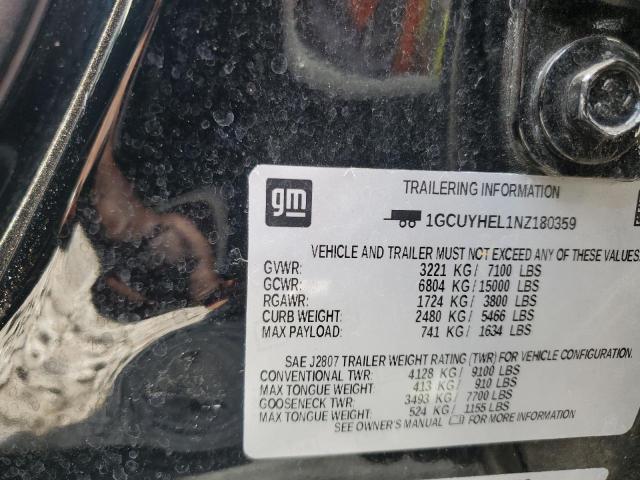 gm
TRAILERING INFORMATION
1GCUYHEL1NZ180359
VEHICLE AND TRAILER MUST NOT EXCEED ANY OF THESE VALUES.
GVWR: 3221 KG / 7100 LBS
GCWR: 6804 KG / 15000 LBS
RGAWR: 1724 KG / 3800 LBS
CURB WEIGHT: 2480 KG / 5466 LBS
MAX PAYLOAD: 741 KG / 1634 LBS
SAE J2807 TRAILER WEIGHT RATING (TWR) FOR VEHICLE CONFIGURATION.
CONVENTIONAL TWR: 4128 KG / 9100 LBS
MAX TONGUE WEIGHT: 413 KG / 910 LBS
GOOSENECK TWR: 3493 KG / 7700 LBS
MAX TONGUE WEIGHT: 524 KG / 1155 LBS
SEE OWNER'S MANUAL FOR MORE INFORMATION